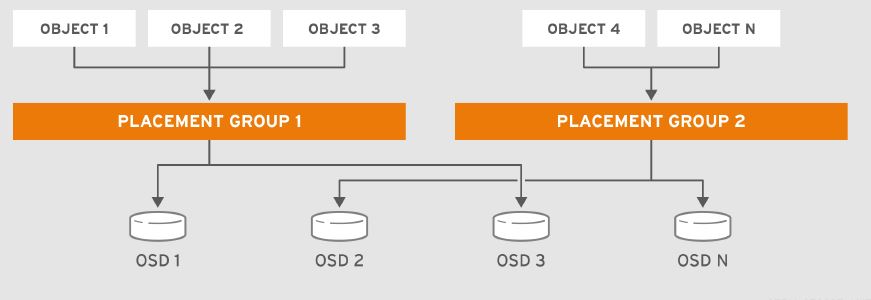 OBJECT 1
OBJECT 2
OBJECT 3
OBJECT 4
OBJECT N
PLACEMENT GROUP 1
PLACEMENT GROUP 2
OSD 1
OSD 2
OSD 3
OSD N